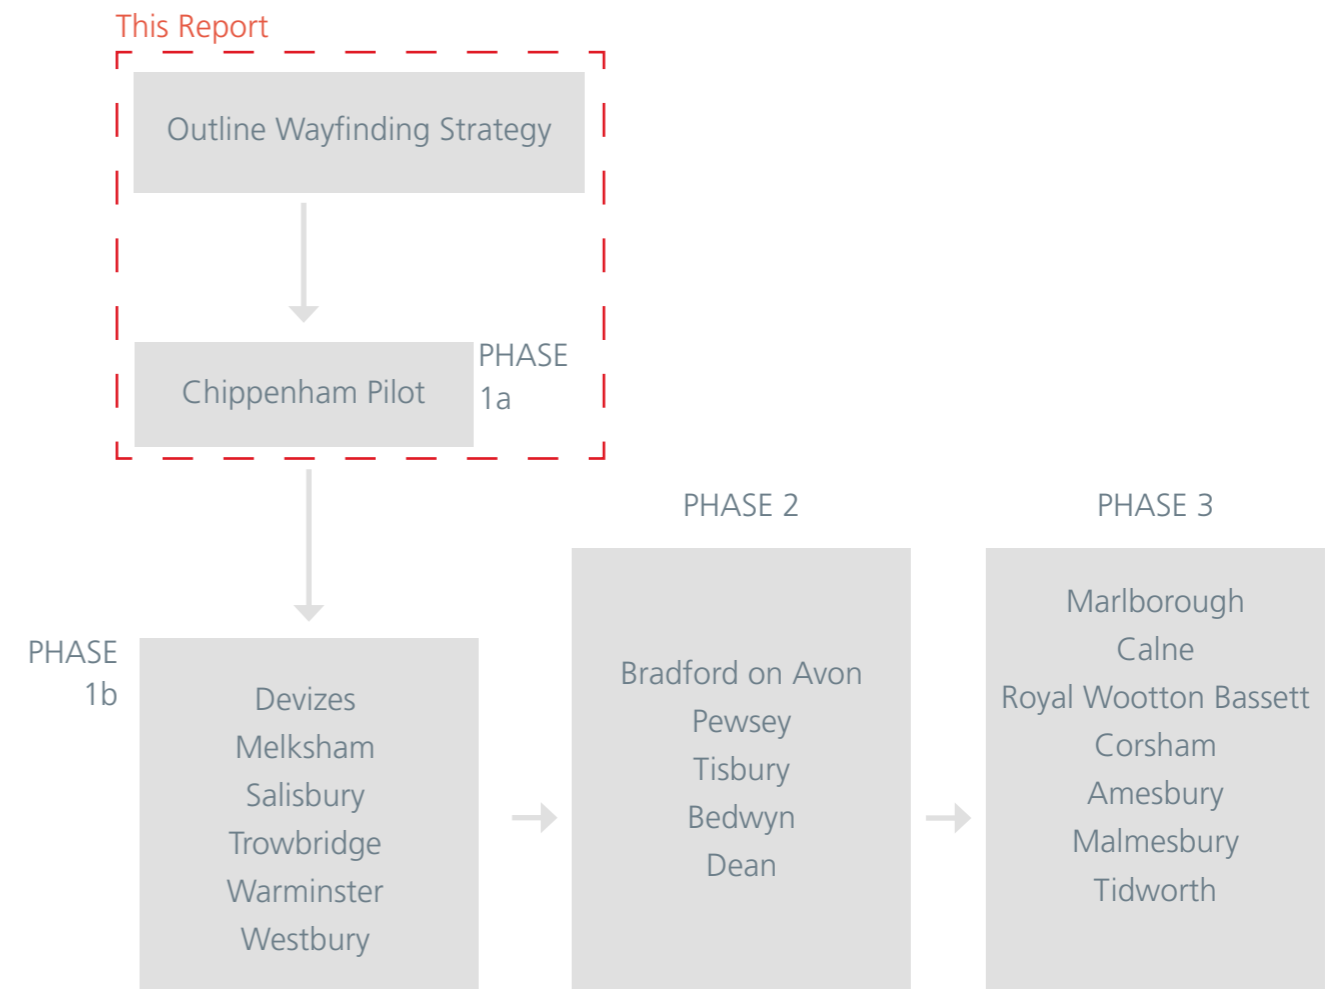 This Report
Outline Wayfinding Strategy
Chippenham Pilot
PHASE
1a
PHASE
1b
Devizes
Melksham
Salisbury
Trowbridge
Warminster
Westbury
PHASE 2
Bradford on Avon
Pewsey
Tisbury
Bedwyn
Dean
PHASE 3
Marlborough
Calne
Royal Wootton Bassett
Corsham
Amesbury
Malmesbury
Tidworth